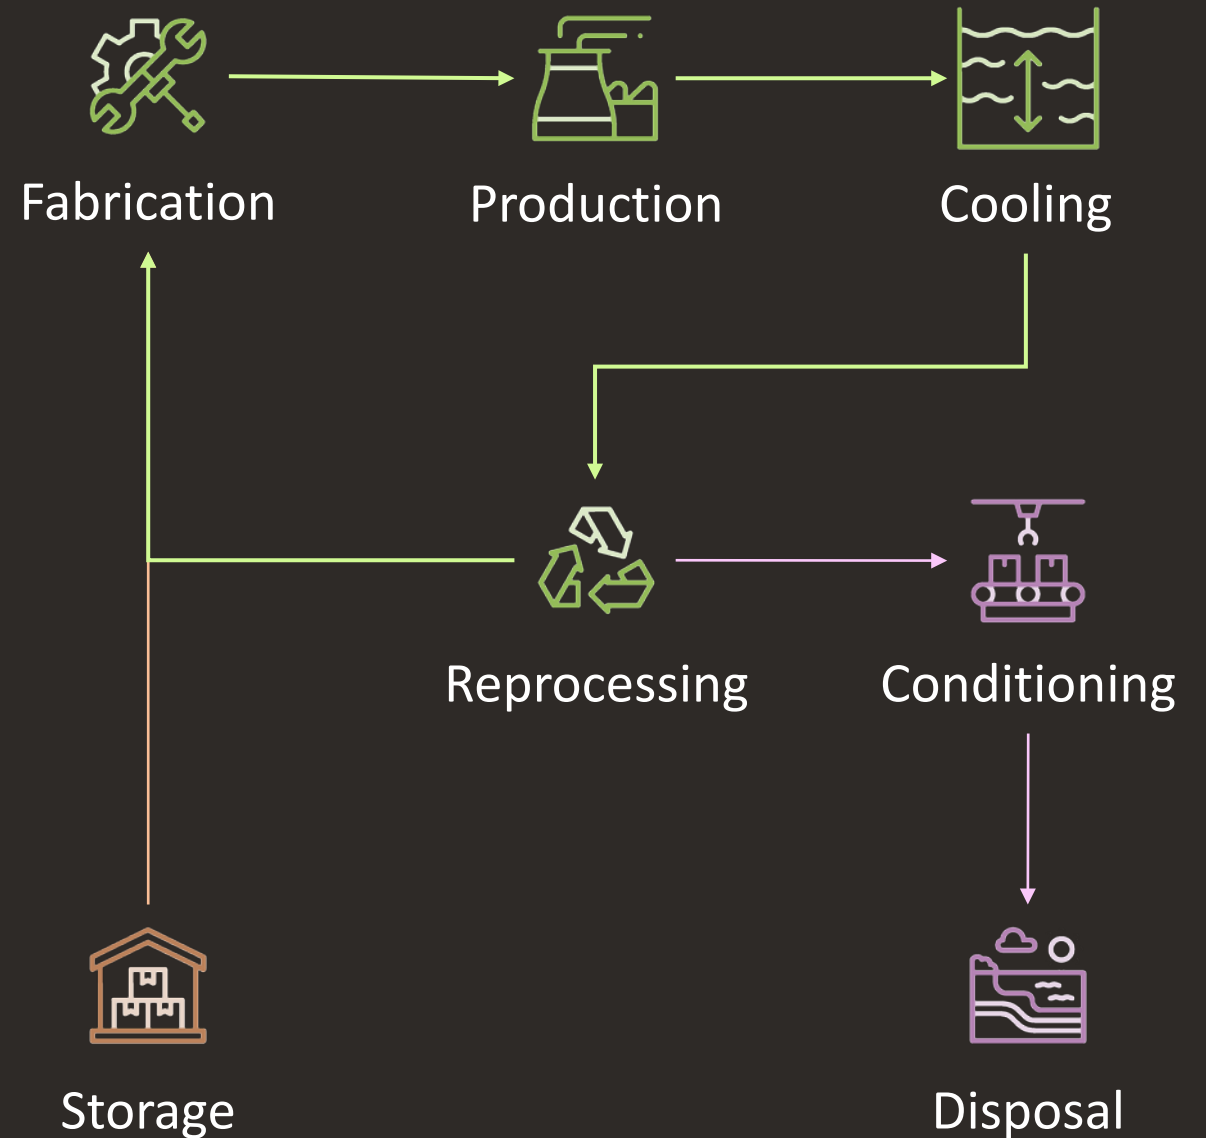 Fabrication
Production
Cooling
Reprocessing
Conditioning
Storage
Disposal